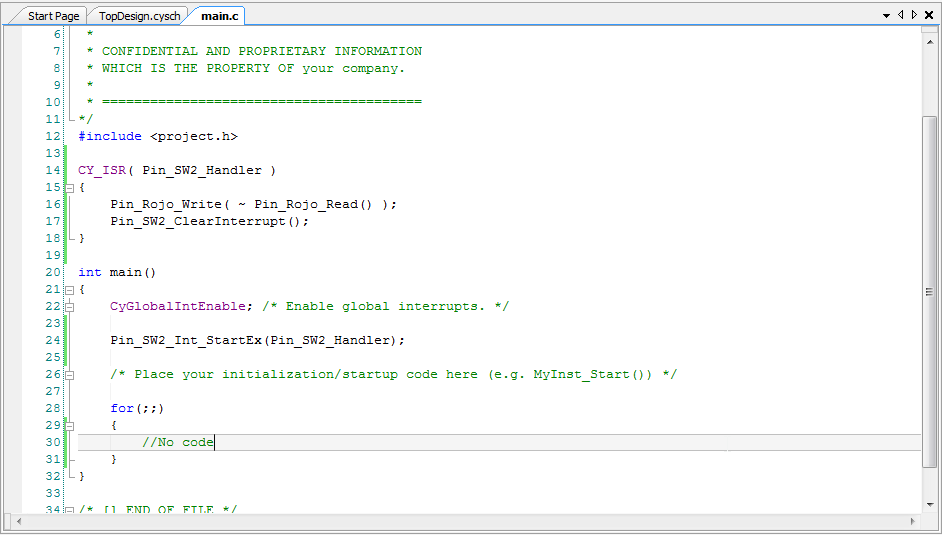 Start Page TopDesign.cysch main.c
6 *
7 * CONFIDENTIAL AND PROPRIETARY INFORMATION
8 * WHICH IS THE PROPERTY OF your company.
9 *
10 * ========================================
11 */
12 #include <project.h>
13
14 CY_ISR( Pin_SW2_Handler )
15 {
16 Pin_Rojo_Write( ~ Pin_Rojo_Read() );
17 Pin_SW2_ClearInterrupt();
18 }
19
20 int main()
21 {
22 CyGlobalIntEnable; /* Enable global interrupts. */
23
24 Pin_SW2_Int_StartEx(Pin_SW2_Handler);
25
26 /* Place your initialization/startup code here (e.g. MyInst_Start()) */
27
28 for(;;)
29 {
30 //No code
31 }
32 }
33
34 /* [] END OF FILE */